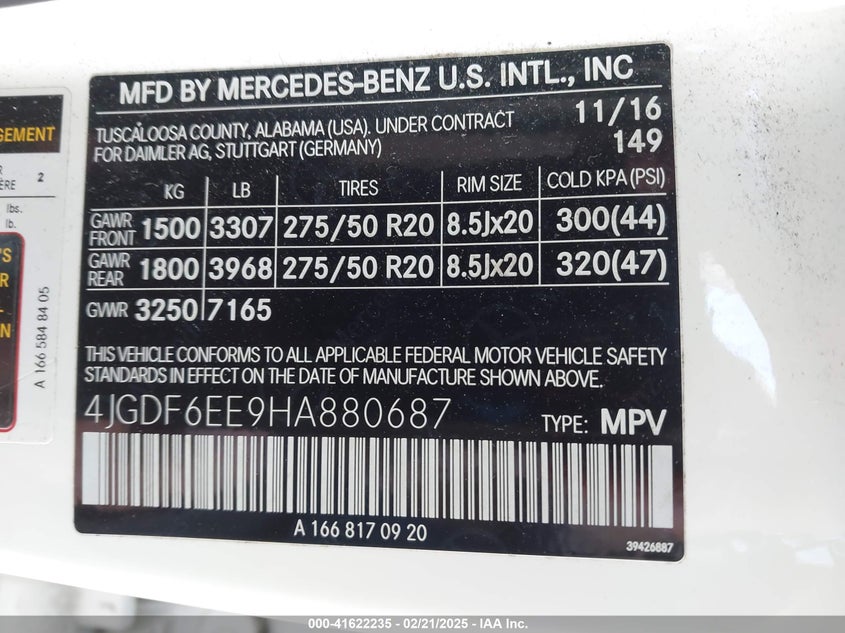 MFD BY MERCEDES-BENZ U.S. INTL., INC
TUSCALOOSA COUNTY, ALABAMA (USA). UNDER CONTRACT 11/16
FOR DAIMLER AG, STUTTGART (GERMANY) 149
KG LB TIRES RIM SIZE COLD KPA (PSI)
GAWR FRONT 1500 3307 275/50 R20 8.5Jx20 300(44)
GAWR REAR 1800 3968 275/50 R20 8.5Jx20 320(47)
GVWR 3250 7165
THIS VEHICLE CONFORMS TO ALL APPLICABLE FEDERAL MOTOR VEHICLE SAFETY
STANDARDS IN EFFECT ON THE DATE OF MANUFACTURE SHOWN ABOVE.
4JGDF6EE9HA880687 TYPE: MPV
A 166 817 09 20
39426887
2
lbs.
lb.
A 166 584 84 05
000-41622235 - 02/21/2025 - IAA Inc.